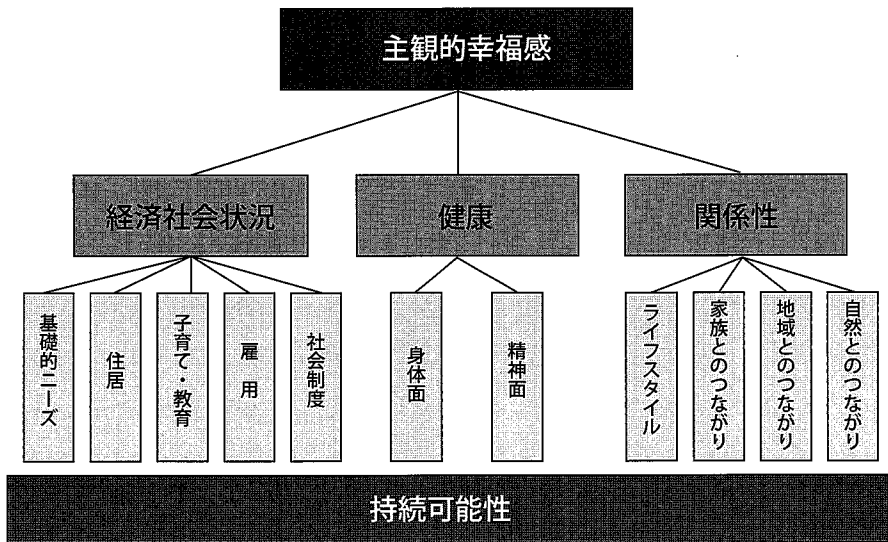 主観的幸福感
経済社会状況
健康
関係性
基礎的ニーズ
住居
子育て・教育
雇用
社会制度
身体面
精神面
ライフスタイル
家族とのつながり
地域とのつながり
自然とのつながり
持続可能性